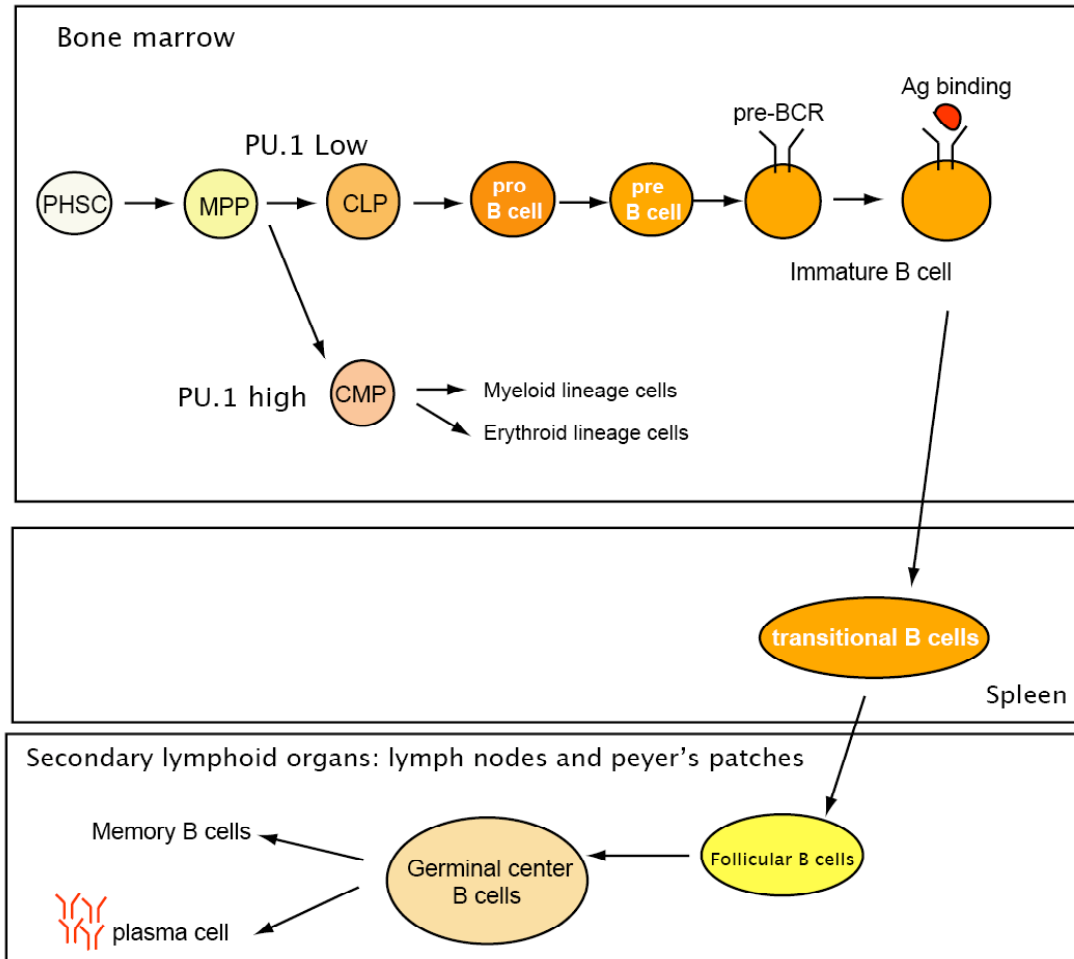 Bone marrow
Ag binding
pre-BCR
PU.1 Low
PHSC
MPP
CLP
pro
B cell
pre
B cell
Immature B cell
PU.1 high
CMP
Myeloid lineage cells
Erythroid lineage cells
transitional B cells
Spleen
Secondary lymphoid organs: lymph nodes and peyer's patches
Memory B cells
Germinal center
B cells
Follicular B cells
plasma cell